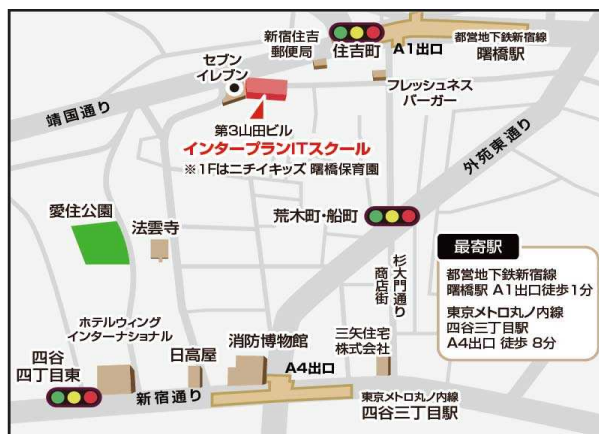 新宿住吉
郵便局
住吉町
A1出口
都営地下鉄新宿線
曙橋駅
セブン
イレブン
フレッシュネス
バーガー
靖国通り
第3山田ビル
インタープランITスクール
※1Fはニチイキッズ 曙橋保育園
外苑東通り
愛住公園
法雲寺
荒木町・船町
杉大門通り
商店街
最寄駅
都営地下鉄新宿線
曙橋駅 A1出口徒歩1分
東京メトロ丸ノ内線
四谷三丁目駅
A4出口 徒歩 8分
ホテルウィング
インターナショナル
日高屋
消防博物館
三矢住宅
株式会社
四谷
四丁目東
新宿通り
A4出口
東京メトロ丸ノ内線
四谷三丁目駅